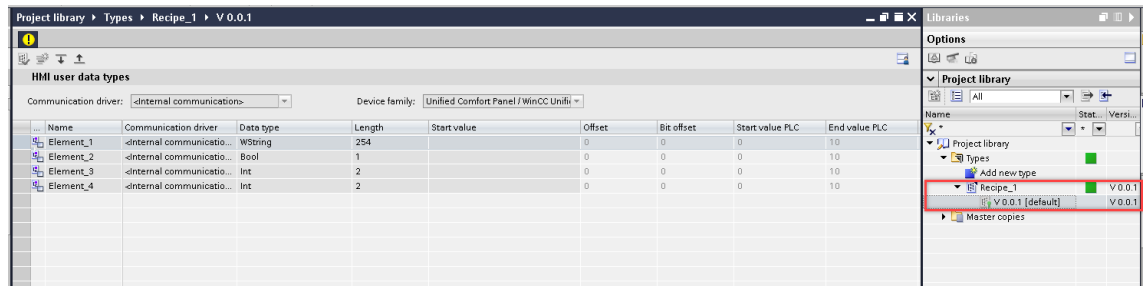 Project library ▸ Types ▸ Recipe_1 ▸ V 0.0.1
HMI user data types
Communication driver: <Internal communication> Device family: Unified Comfort Panel / WinCC Unifi
... Name Communication driver Data type Length Start value Offset Bit offset Start value PLC End value PLC
Element_1 <Internal communicatio... WString 254 0 0 0 10
Element_2 <Internal communicatio... Bool 1 0 0 0 10
Element_3 <Internal communicatio... Int 2 0 0 0 10
Element_4 <Internal communicatio... Int 2 0 0 0 10
Libraries
Options
Project library
All
Name Stat... Versi...
Project library
Types
Add new type
Recipe_1 V 0.0.1
V 0.0.1 [default] V 0.0.1
Master copies